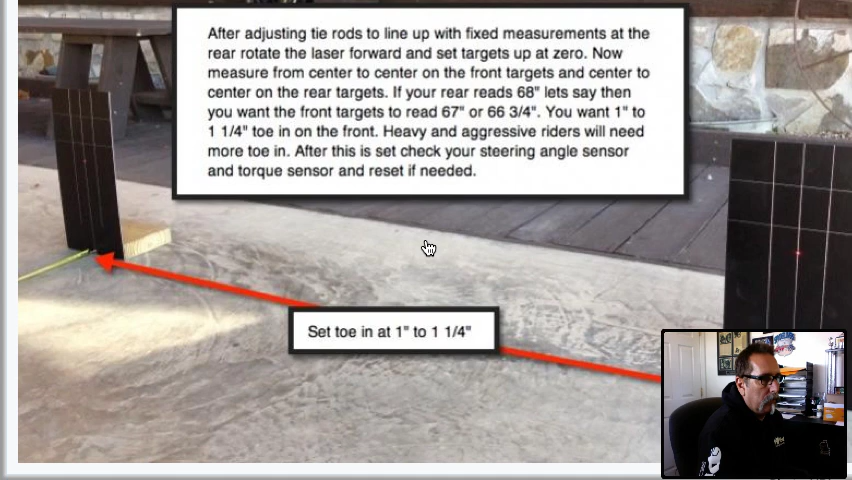 After adjusting tie rods to line up with fixed measurements at the
rear rotate the laser forward and set targets up at zero. Now
measure from center to center on the front targets and center to
center on the rear targets. If your rear reads 68" lets say then
you want the front targets to read 67" or 66 3/4". You want 1" to
1 1/4" toe in on the front. Heavy and aggressive riders will need
more toe in. After this is set check your steering angle sensor
and torque sensor and reset if needed.
Set toe in at 1" to 1 1/4"